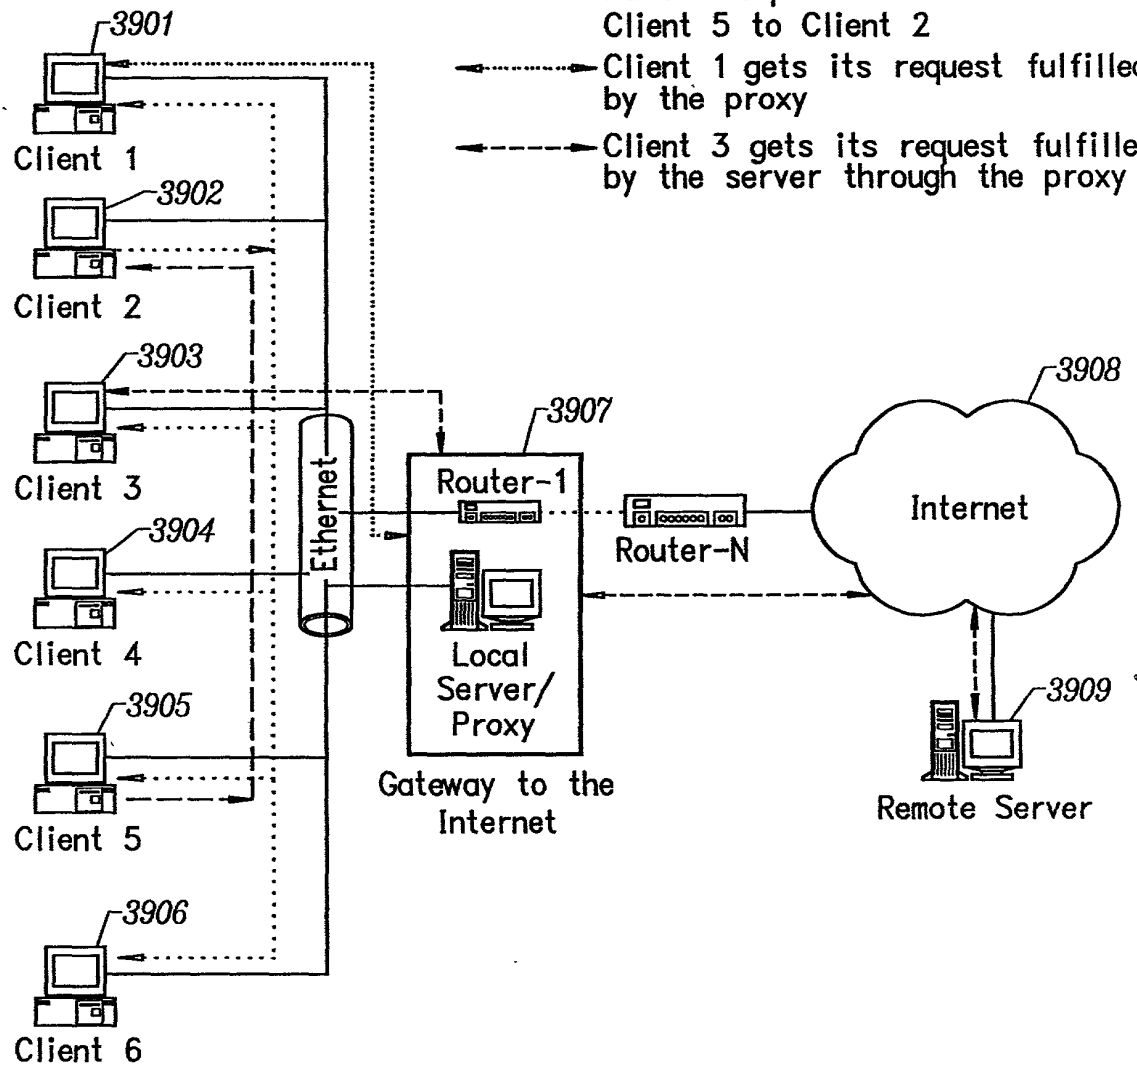 Client 5 to Client 2
Client 1 gets its request fulfilled
by the proxy
Client 3 gets its request fulfille
by the server through the proxy
3901
Client 1
3902
Client 2
3903
Client 3
3904
Client 4
3905
Client 5
3906
Client 6
Ethernet
3907
Router-1
Local
Server/
Proxy
Gateway to the
Internet
Router-N
3908
Internet
3909
Remote Server